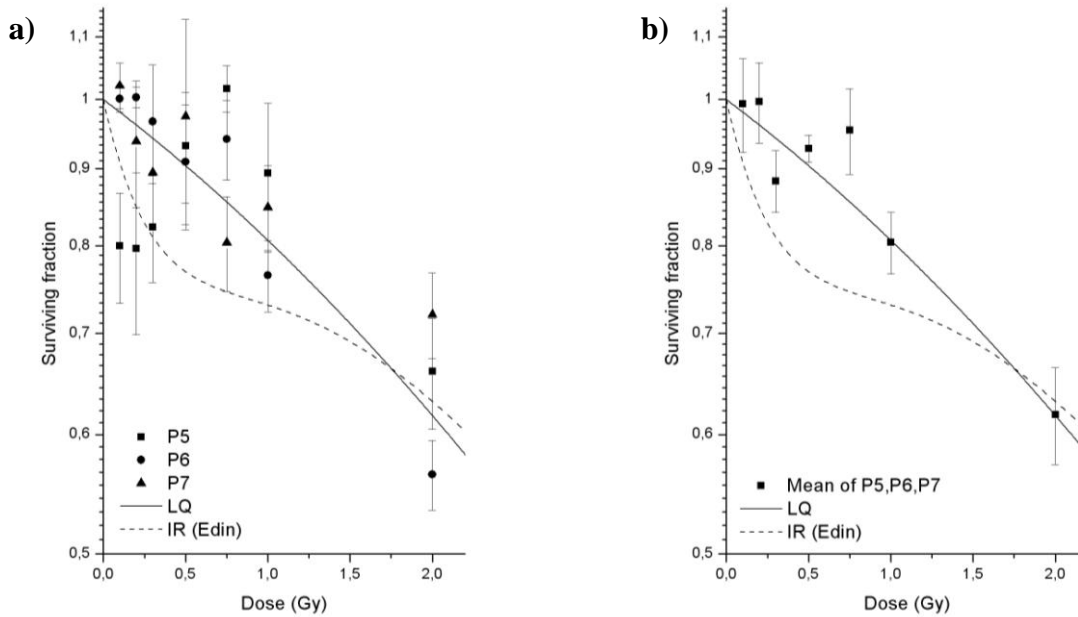 a)
1,1
1
0,9
0,8
0,7
0,6
0,5
Surviving fraction
P5
P6
P7
LQ
IR (Edin)
0,0 0,5 1,0 1,5 2,0
Dose (Gy)
b)
1,1
1
0,9
0,8
0,7
0,6
0,5
Surviving fraction
Mean of P5,P6,P7
LQ
IR (Edin)
0,0 0,5 1,0 1,5 2,0
Dose (Gy)